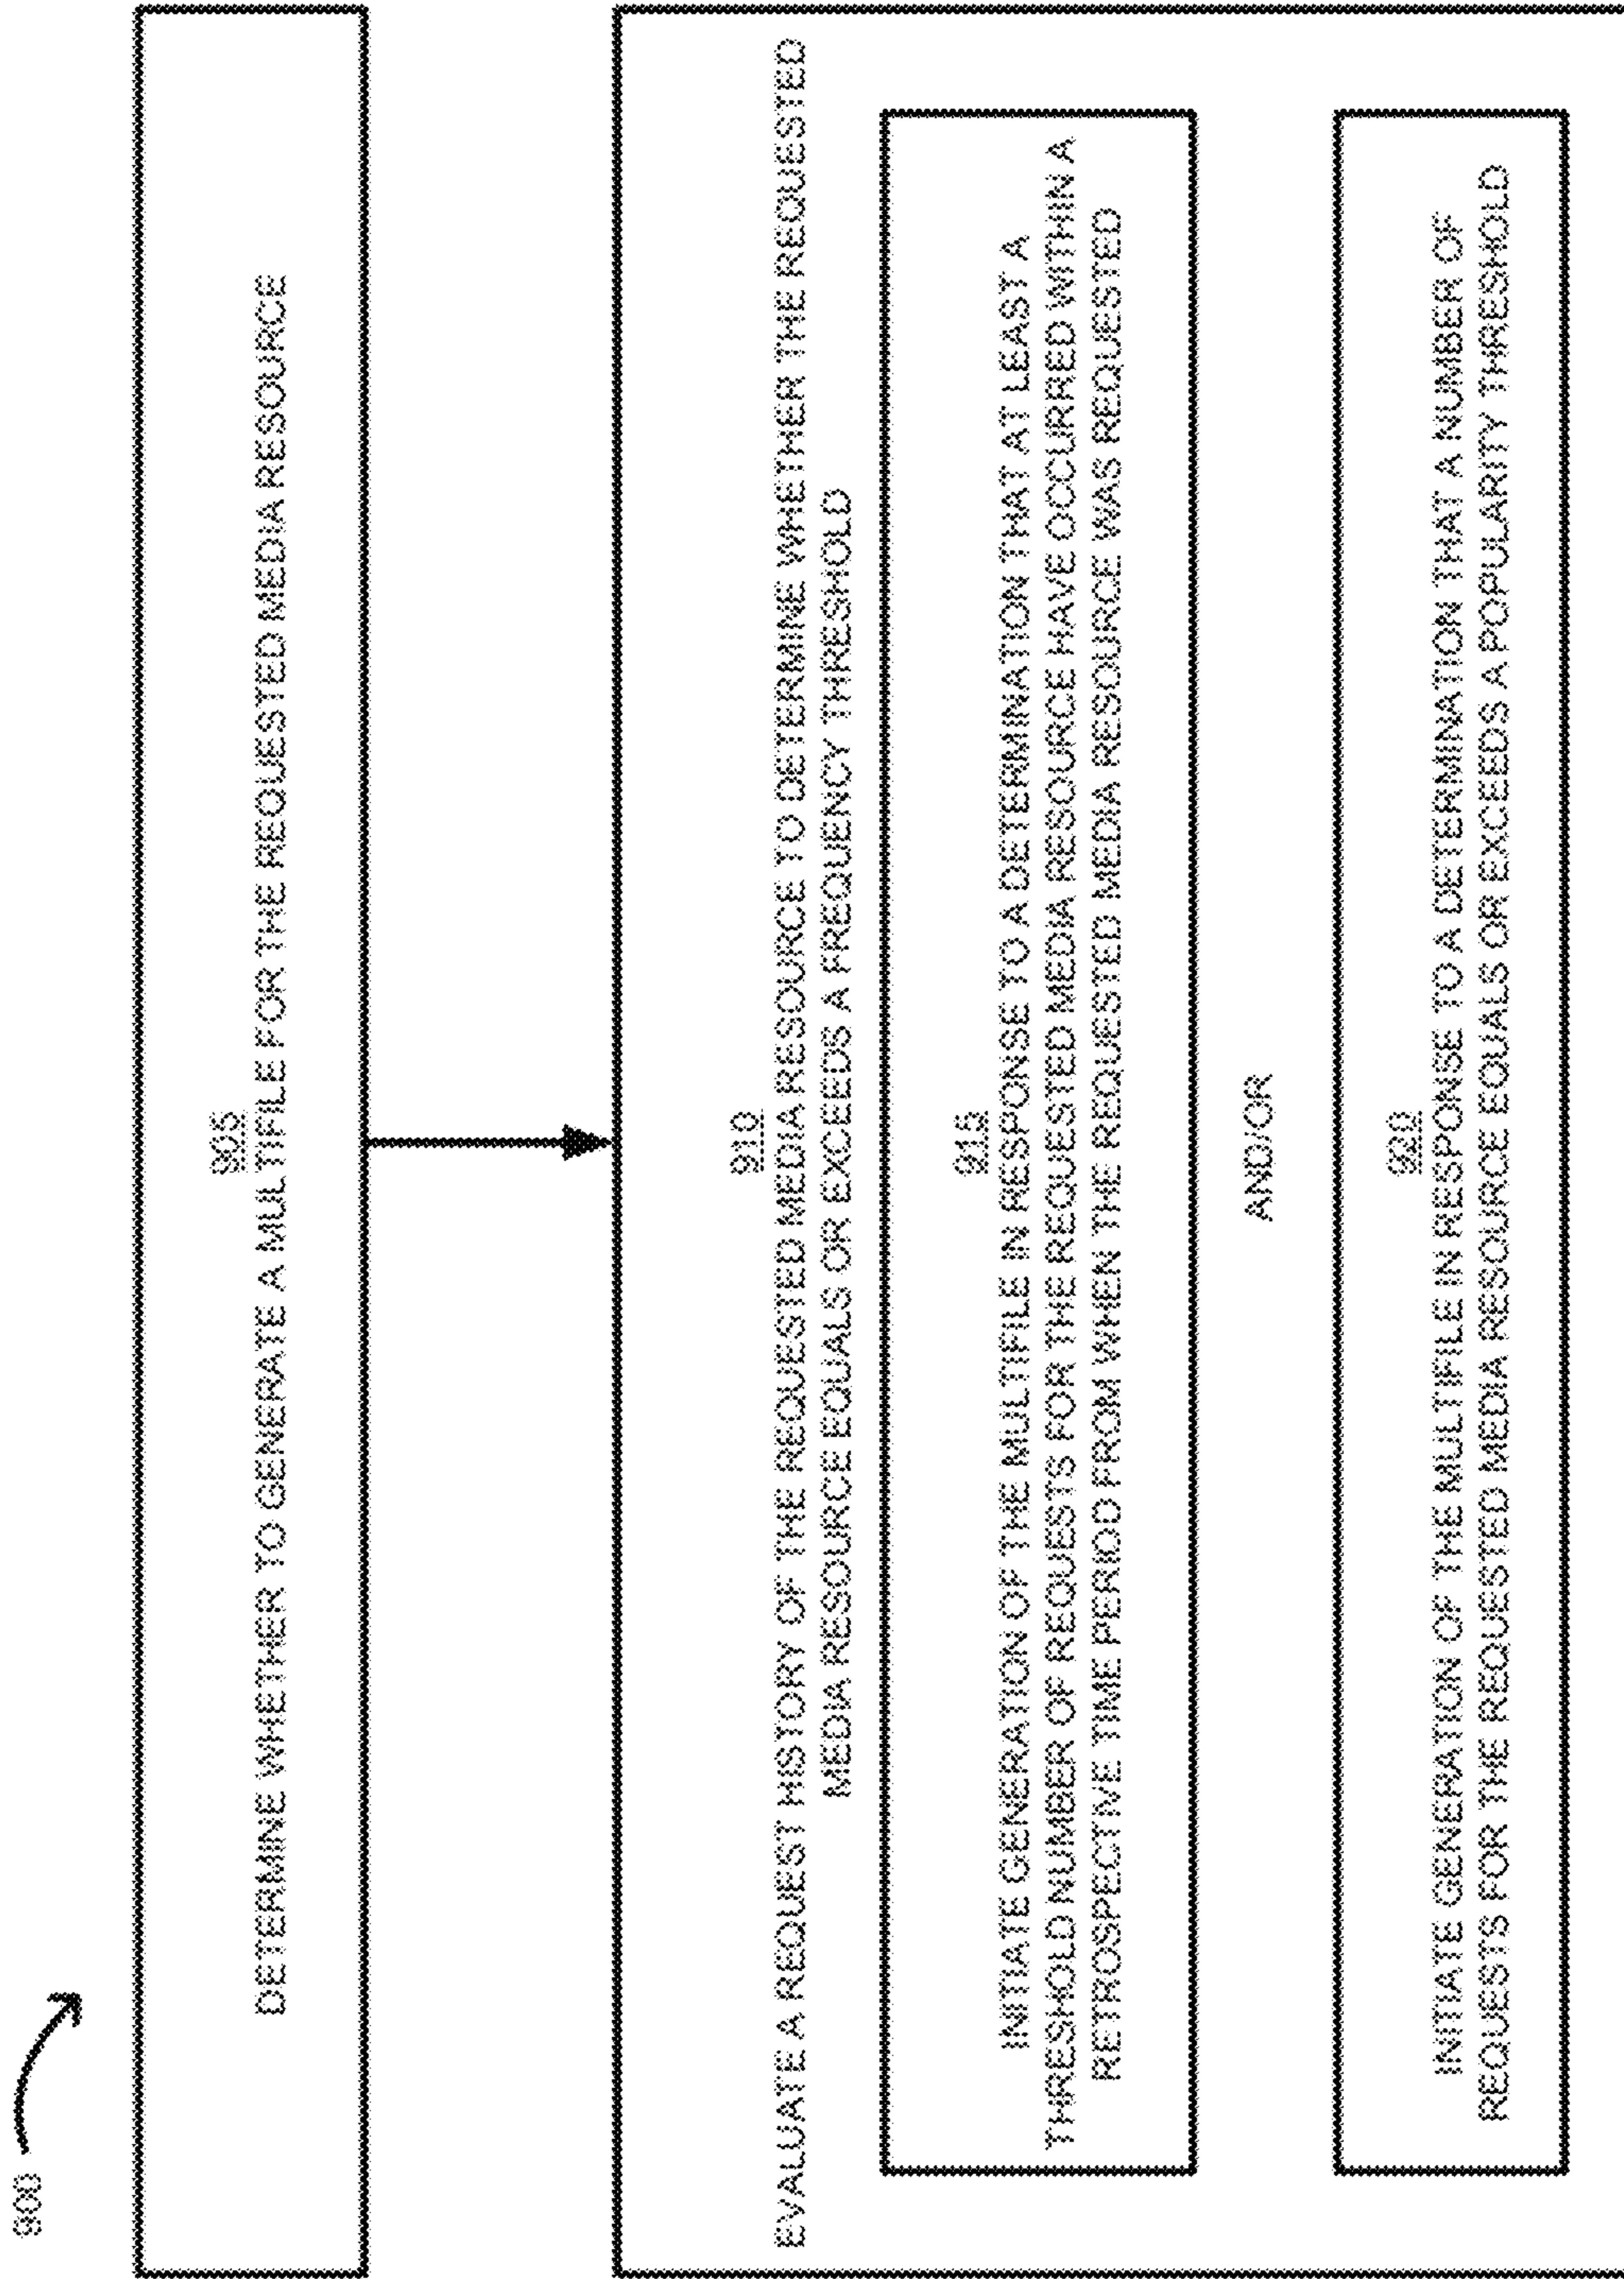 900
905
DETERMINE WHETHER TO GENERATE A MULTIFILE FOR THE REQUESTED MEDIA RESOURCE
910
EVALUATE A REQUEST HISTORY OF THE REQUESTED MEDIA RESOURCE TO DETERMINE WHETHER THE REQUESTED
MEDIA RESOURCE EQUALS OR EXCEEDS A FREQUENCY THRESHOLD
915
INITIATE GENERATION OF THE MULTIFILE IN RESPONSE TO A DETERMINATION THAT AT LEAST A
THRESHOLD NUMBER OF REQUESTS FOR THE REQUESTED MEDIA RESOURCE HAVE OCCURRED WITHIN A
RETROSPECTIVE TIME PERIOD FROM WHEN THE REQUESTED MEDIA RESOURCE WAS REQUESTED
AND/OR
920
INITIATE GENERATION OF THE MULTIFILE IN RESPONSE TO A DETERMINATION THAT A NUMBER OF
REQUESTS FOR THE REQUESTED MEDIA RESOURCE EQUALS OR EXCEEDS A POPULARITY THRESHOLD